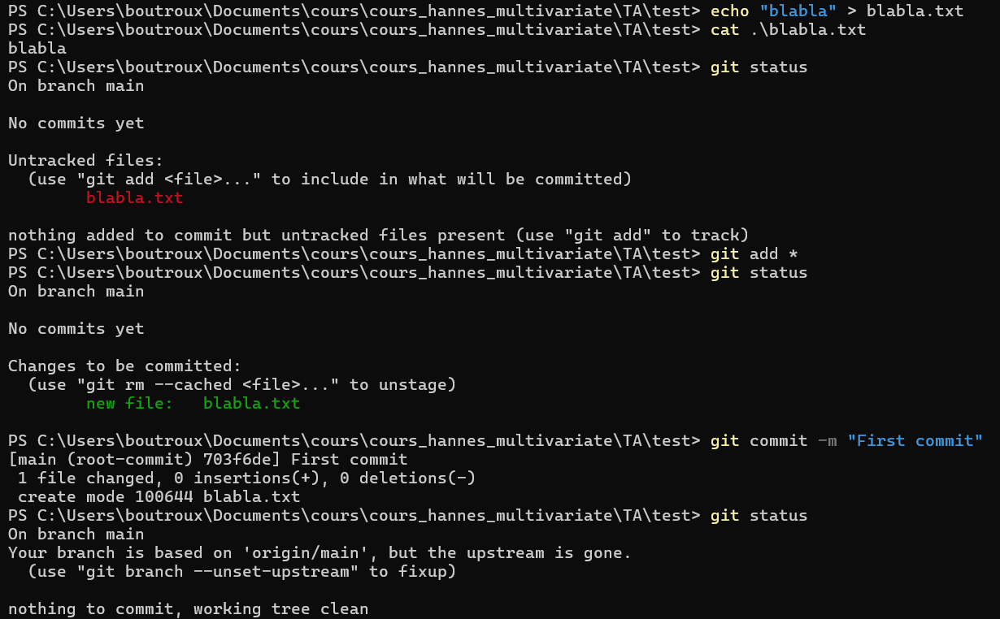 PS C:\Users\boutroux\Documents\cours\cours_hannes_multivariate\TA\test> echo "blabla" > blabla.txt
PS C:\Users\boutroux\Documents\cours\cours_hannes_multivariate\TA\test> cat .\blabla.txt
blabla
PS C:\Users\boutroux\Documents\cours\cours_hannes_multivariate\TA\test> git status
On branch main

No commits yet

Untracked files:
  (use "git add <file>..." to include in what will be committed)
        blabla.txt

nothing added to commit but untracked files present (use "git add" to track)
PS C:\Users\boutroux\Documents\cours\cours_hannes_multivariate\TA\test> git add *
PS C:\Users\boutroux\Documents\cours\cours_hannes_multivariate\TA\test> git status
On branch main

No commits yet

Changes to be committed:
  (use "git rm --cached <file>..." to unstage)
        new file:   blabla.txt

PS C:\Users\boutroux\Documents\cours\cours_hannes_multivariate\TA\test> git commit -m "First commit"
[main (root-commit) 703f6de] First commit
 1 file changed, 0 insertions(+), 0 deletions(-)
 create mode 100644 blabla.txt
PS C:\Users\boutroux\Documents\cours\cours_hannes_multivariate\TA\test> git status
On branch main
Your branch is based on 'origin/main', but the upstream is gone.
  (use "git branch --unset-upstream" to fixup)

nothing to commit, working tree clean